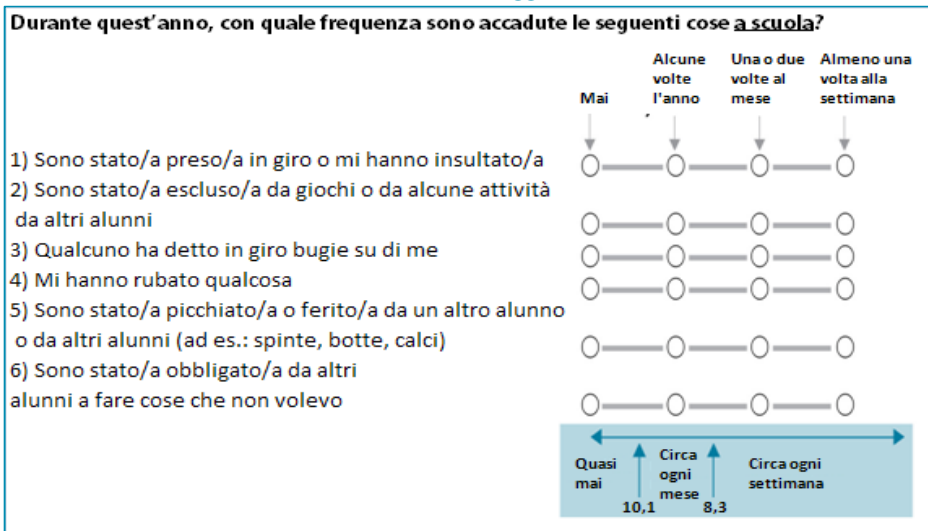 Durante quest'anno, con quale frequenza sono accadute le seguenti cose a scuola?
Mai
Alcune
volte
l'anno
Una o due
volte al
mese
Almeno una
volta alla
settimana
1) Sono stato/a preso/a in giro o mi hanno insultato/a
2) Sono stato/a escluso/a da giochi o da alcune attività
da altri alunni
3) Qualcuno ha detto in giro bugie su di me
4) Mi hanno rubato qualcosa
5) Sono stato/a picchiato/a o ferito/a da un altro alunno
o da altri alunni (ad es.: spinte, botte, calci)
6) Sono stato/a obbligato/a da altri
alunni a fare cose che non volevo
Quasi
mai
10,1
Circa
ogni
mese
8,3
Circa ogni
settimana